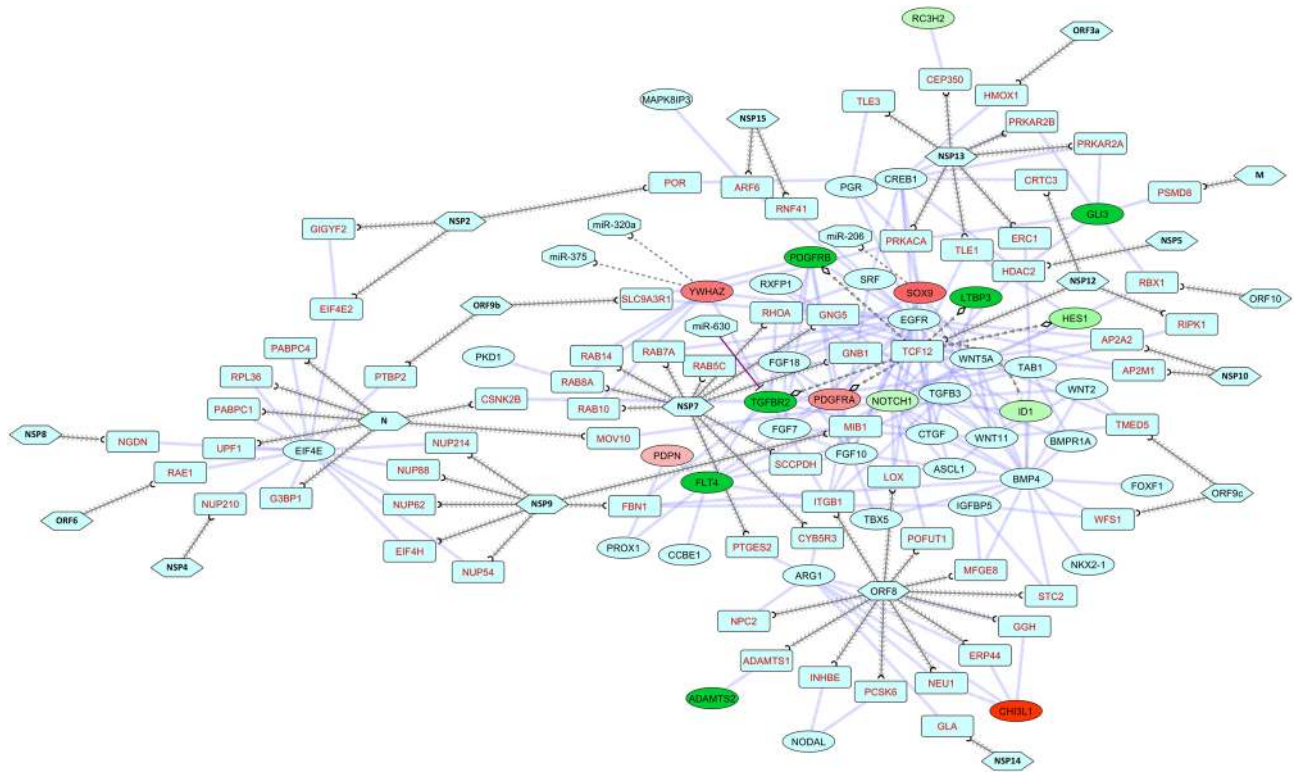 RC3H2
ORF3a
CEP350
HMOX1
MAPK8IP3
TLE3
NSP15
PRKAR2B
PRKAR2A
NSP13
M
POR
ARF6
PGR
CREB1
CRTC3
PSMD8
RNF41
GLI3
NSP2
GIGYF2
miR-320a
miR-206
PRKACA
TLE1
ERC1
NSP5
miR-375
PDGFRB
HDAC2
RXFP1
SRF
NSP12
RBX1
YWHAZ
SOX9
LTBP3
ORF10
EIF4E2
ORF9b
SLC9A3R1
RHOA
GNG5
EGFR
HES1
RIPK1
miR-630
PABPC4
RAB14
RAB7A
GNB1
TCF12
WNT5A
AP2A2
PKD1
RAB5C
FGF18
TAB1
RPL36
PTBP2
RAB8A
AP2M1
NSP10
WNT2
CSNK2B
RAB10
NSP7
TGFBR2
PDGFRA
NOTCH1
TGFB3
ID1
PABPC1
N
NSP8
NGDN
UPF1
EIF4E
NUP214
MOV10
FGF7
MIB1
CTGF
WNT11
BMPR1A
TMED5
PDPN
SCCPDH
FGF10
ASCL1
RAE1
NUP88
LOX
BMP4
FOXF1
ORF9c
FLT4
NUP210
G3BP1
NUP62
NSP9
FBN1
ITGB1
IGFBP5
ORF6
TBX5
WFS1
EIF4H
PROX1
CCBE1
PTGES2
CYB5R3
POFUT1
NSP4
NUP54
ARG1
MFGE8
NKX2-1
ORF8
STC2
NPC2
GGH
ADAMTS1
INHBE
ERP44
NEU1
PCSK6
ADAMTS2
CHI3L1
GLA
NODAL
NSP14